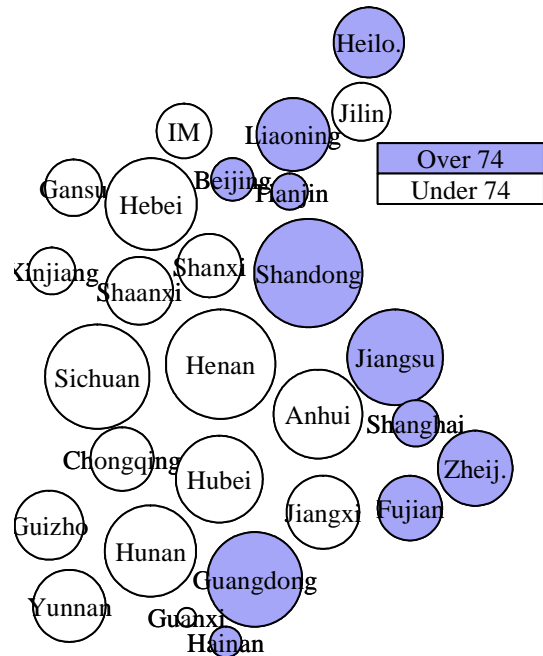 Heilo.
Jilin
IM
Liaoning
Over 74
Under 74
Beijing
Tianjin
Gansu
Hebei
Xinjiang
Shaanxi
Shanxi
Shandong
Sichuan
Henan
Jiangsu
Anhui
Shanghai
Chongqing
Hubei
Zheij.
Guizho
Jiangxi
Fujian
Hunan
Guangdong
Yunnan
Guanxi
Hainan